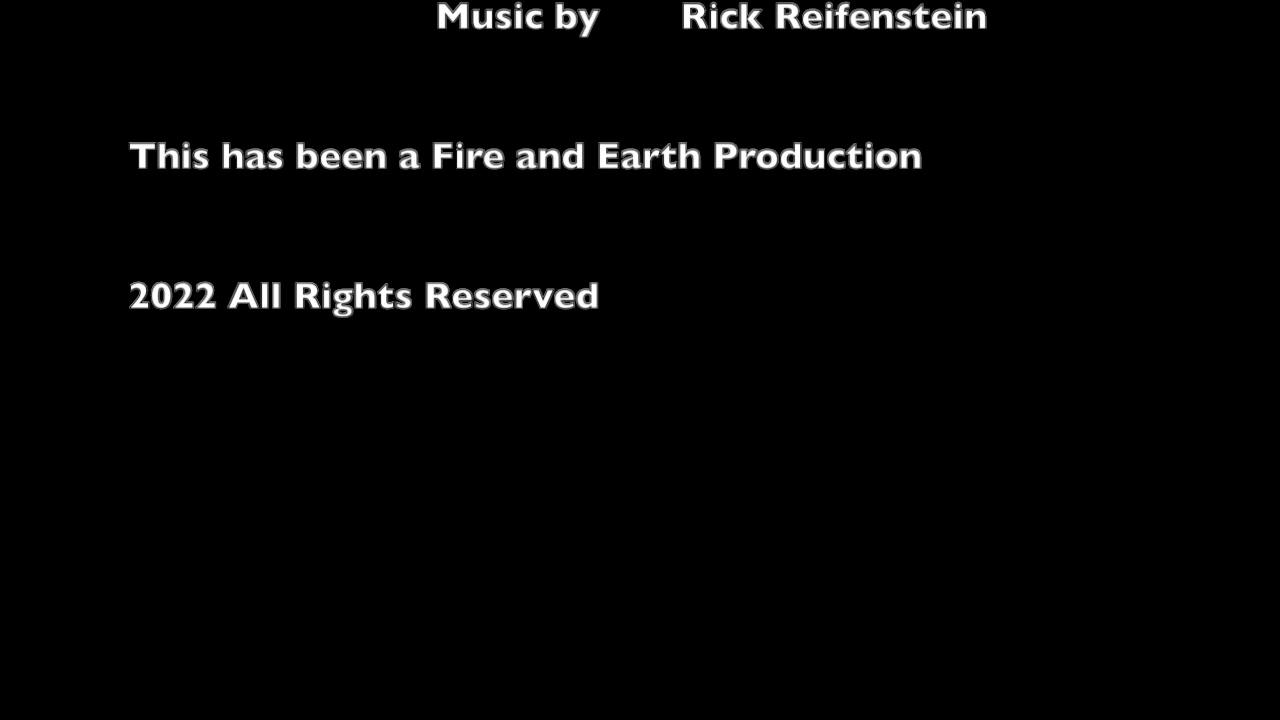 Music by Rick Reifenstein
This has been a Fire and Earth Production
2022 All Rights Reserved